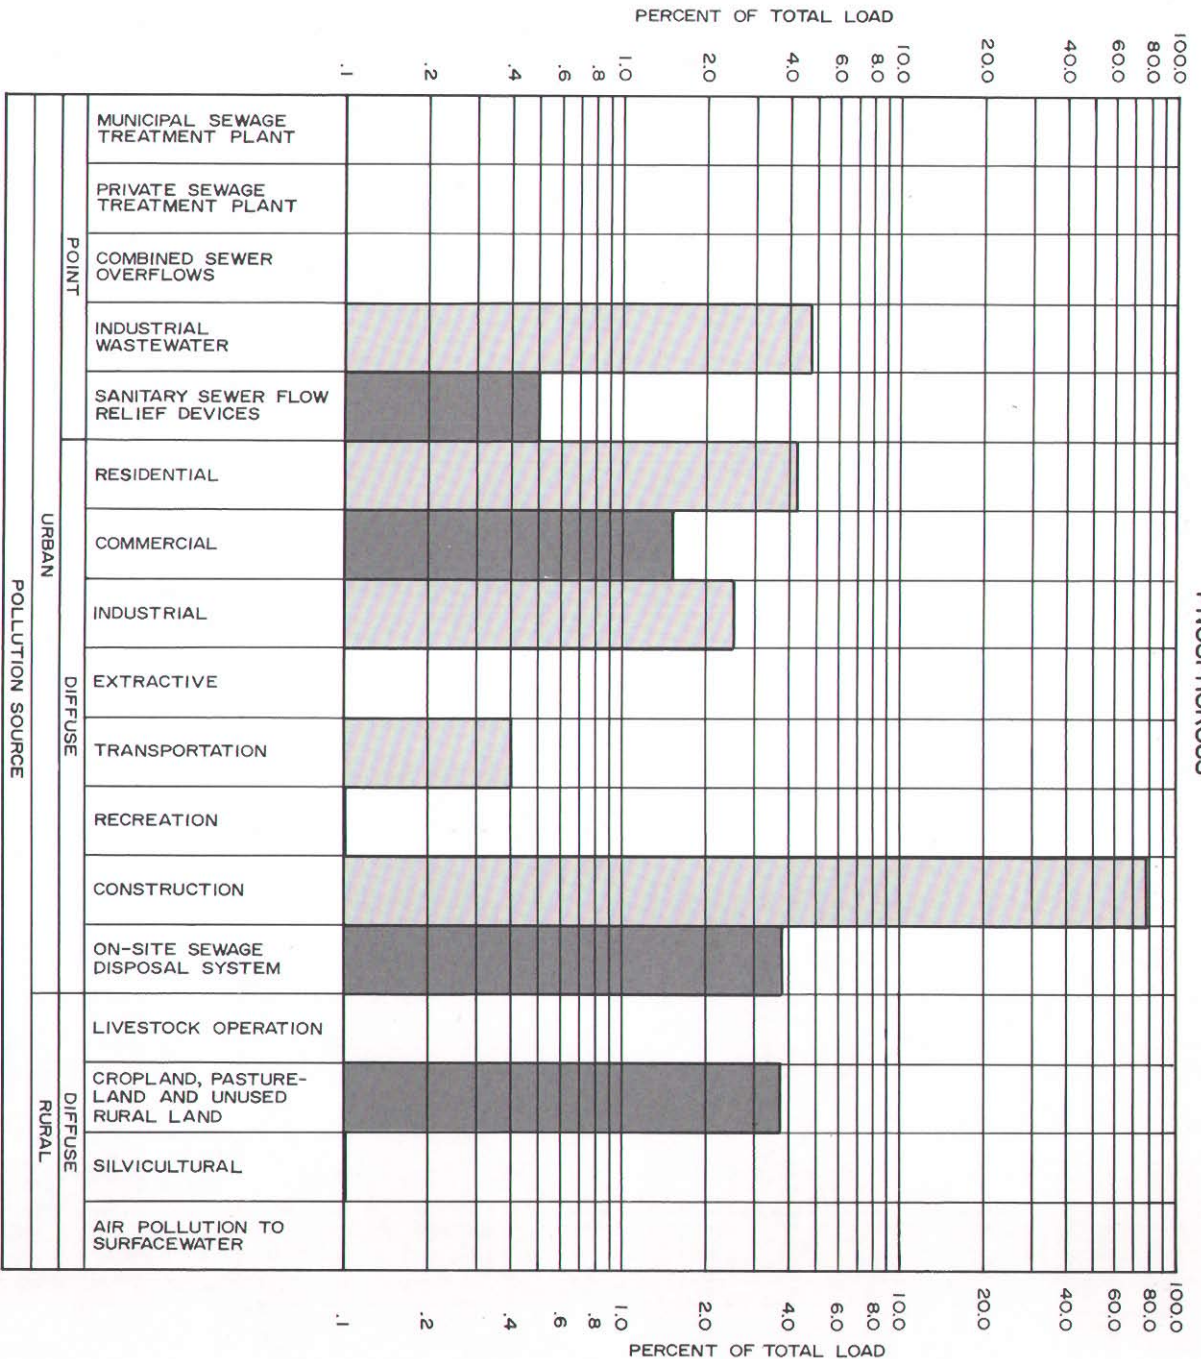 PERCENT OF TOTAL LOAD
.1 .2 .4 .6 .8 1.0 2.0 4.0 6.0 8.0 10.0 20.0 40.0 60.0 80.0 100.0
MUNICIPAL SEWAGE
TREATMENT PLANT
PRIVATE SEWAGE
TREATMENT PLANT
COMBINED SEWER
OVERFLOWS
INDUSTRIAL
WASTEWATER
SANITARY SEWER FLOW
RELIEF DEVICES
POINT
RESIDENTIAL
COMMERCIAL
INDUSTRIAL
EXTRACTIVE
TRANSPORTATION
RECREATION
CONSTRUCTION
ON-SITE SEWAGE
DISPOSAL SYSTEM
DIFFUSE
URBAN
LIVESTOCK OPERATION
CROPLAND, PASTURE-
LAND AND UNUSED
RURAL LAND
SILVICULTURAL
AIR POLLUTION TO
SURFACEWATER
DIFFUSE
RURAL
POLLUTION SOURCE
.1 .2 .4 .6 .8 1.0 2.0 4.0 6.0 8.0 10.0 20.0 40.0 60.0 80.0 100.0
PERCENT OF TOTAL LOAD